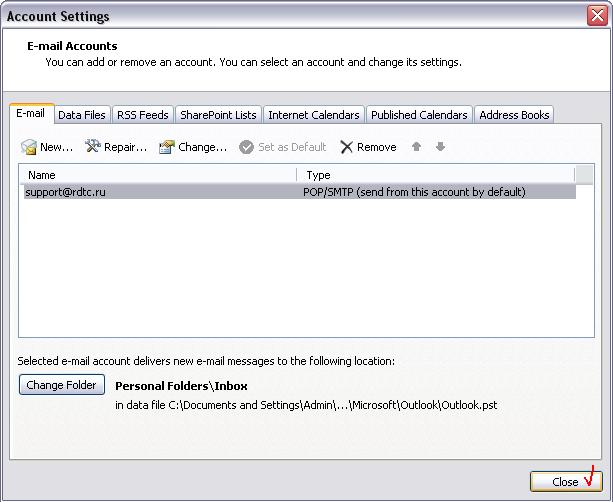 Account Settings
E-mail Accounts
You can add or remove an account. You can select an account and change its settings.
E-mail Data Files RSS Feeds SharePoint Lists Internet Calendars Published Calendars Address Books
New... Repair... Change... Set as Default Remove
Name Type
support@rdtc.ru POP/SMTP (send from this account by default)
Selected e-mail account delivers new e-mail messages to the following location:
Change Folder Personal Folders\Inbox
in data file C:\Documents and Settings\Admin\...\Microsoft\Outlook\Outlook.pst
Close